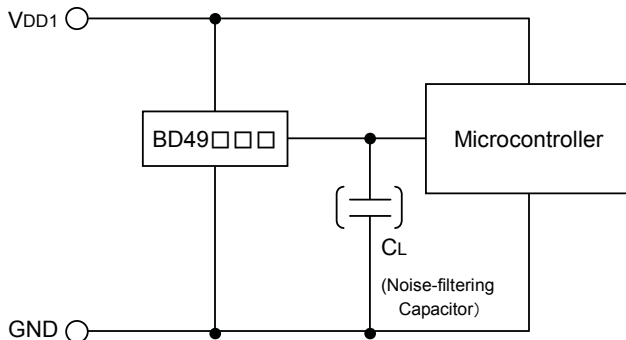 VDD1
BD49□□□
Microcontroller
CL
(Noise-filtering
Capacitor）
GND